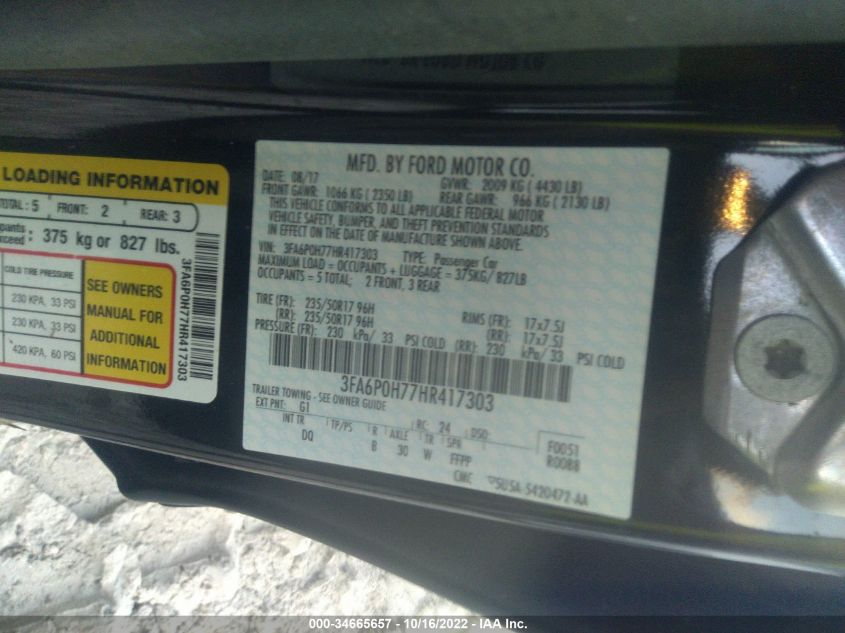 LOADING INFORMATION
TOTAL: 5 FRONT: 2 REAR: 3
375 kg or 827 lbs.
COLD TIRE PRESSURE
230 KPA, 33 PSI
230 KPA, 33 PSI
420 KPA, 60 PSI
SEE OWNERS
MANUAL FOR
ADDITIONAL
INFORMATION
3FA6P0H77HR417303
MFD. BY FORD MOTOR CO.
DATE: 08/17 GVWR: 2009 KG ( 4430 LB)
FRONT GAWR: 1066 KG ( 2350 LB) REAR GAWR: 966 KG ( 2130 LB)
THIS VEHICLE CONFORMS TO ALL APPLICABLE FEDERAL MOTOR
VEHICLE SAFETY, BUMPER, AND THEFT PREVENTION STANDARDS
IN EFFECT ON THE DATE OF MANUFACTURE SHOWN ABOVE.
VIN: 3FA6P0H77HR417303 TYPE: Passenger Car
MAXIMUM LOAD = OCCUPANTS + LUGGAGE = 375KG/ 827LB
OCCUPANTS = 5 TOTAL; 2 FRONT, 3 REAR
TIRE (FR): 235/50R17 96H RIMS (FR): 17x7.5J
(RR): 235/50R17 96H (RR): 17x7.5J
PRESSURE (FR): 230 kPa/ 33 PSI COLD (RR): 230 kPa/ 33 PSI COLD
3FA6P0H77HR417303
TRAILER TOWING - SEE OWNER GUIDE
EXT PNT: G1 RC: 24 DSO: F0051
INT TR TP/PS R AXLE TR SPR R0088
DQ B 30 W FFPP
CMC 5U5A-5420472-AA
000-34665657 - 10/16/2022 - IAA Inc.